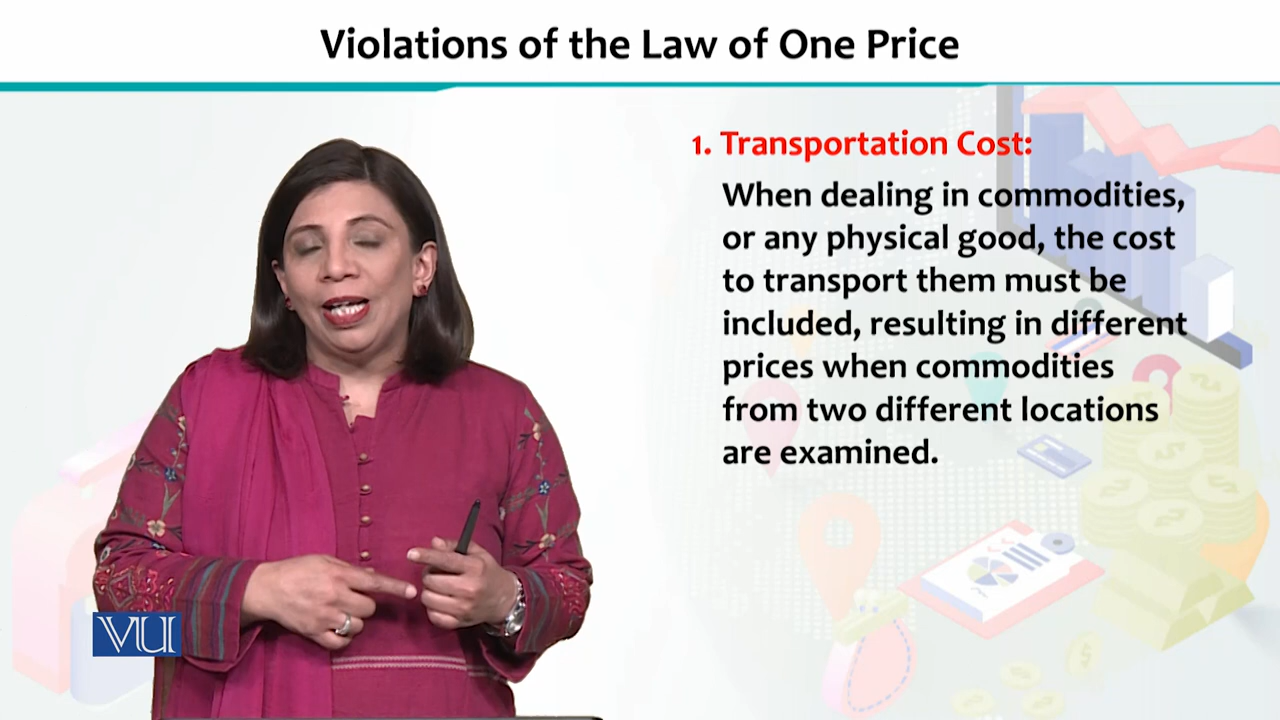 Violations of the Law of One Price
1. Transportation Cost:
When dealing in commodities,
or any physical good, the cost
to transport them must be
included, resulting in different
prices when commodities
from two different locations
are examined.
VU